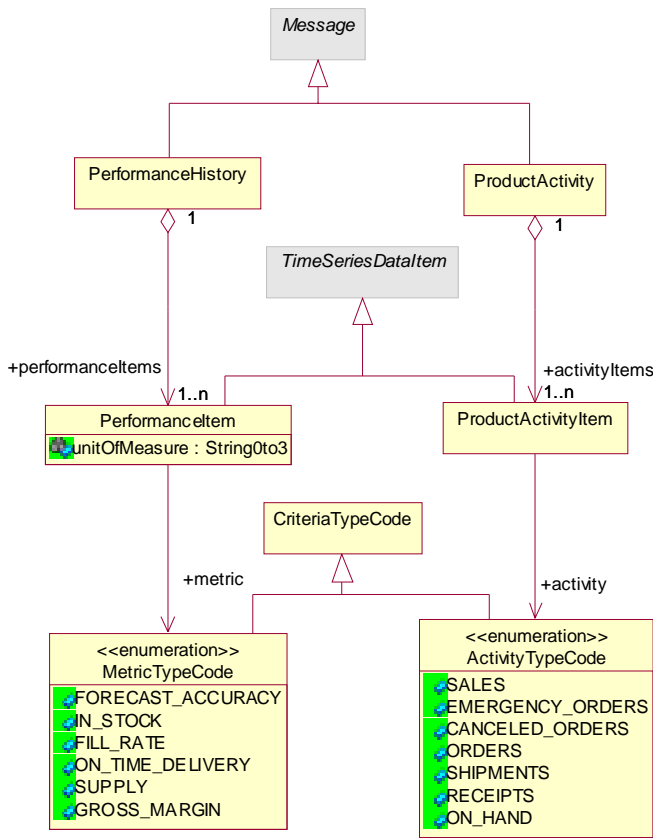 Message
PerformanceHistory
ProductActivity
1
1
TimeSeriesDataItem
+performanceItems
+activityItems
1..n
1..n
PerformanceItem
unitOfMeasure : String0to3
ProductActivityItem
CriteriaTypeCode
+metric
+activity
<<enumeration>>
MetricTypeCode
FORECAST_ACCURACY
IN_STOCK
FILL_RATE
ON_TIME_DELIVERY
SUPPLY
GROSS_MARGIN
<<enumeration>>
ActivityTypeCode
SALES
EMERGENCY_ORDERS
CANCELED_ORDERS
ORDERS
SHIPMENTS
RECEIPTS
ON_HAND